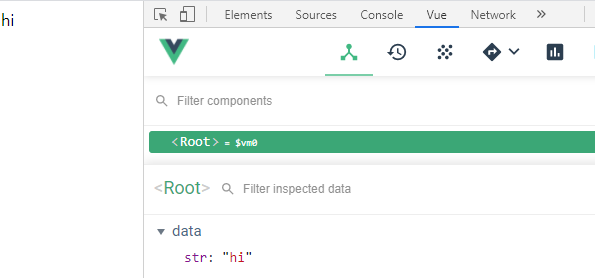 hi
Elements Sources Console Vue Network »
Filter components
<Root> = $vm0
<Root> Filter inspected data
data
str: "hi"